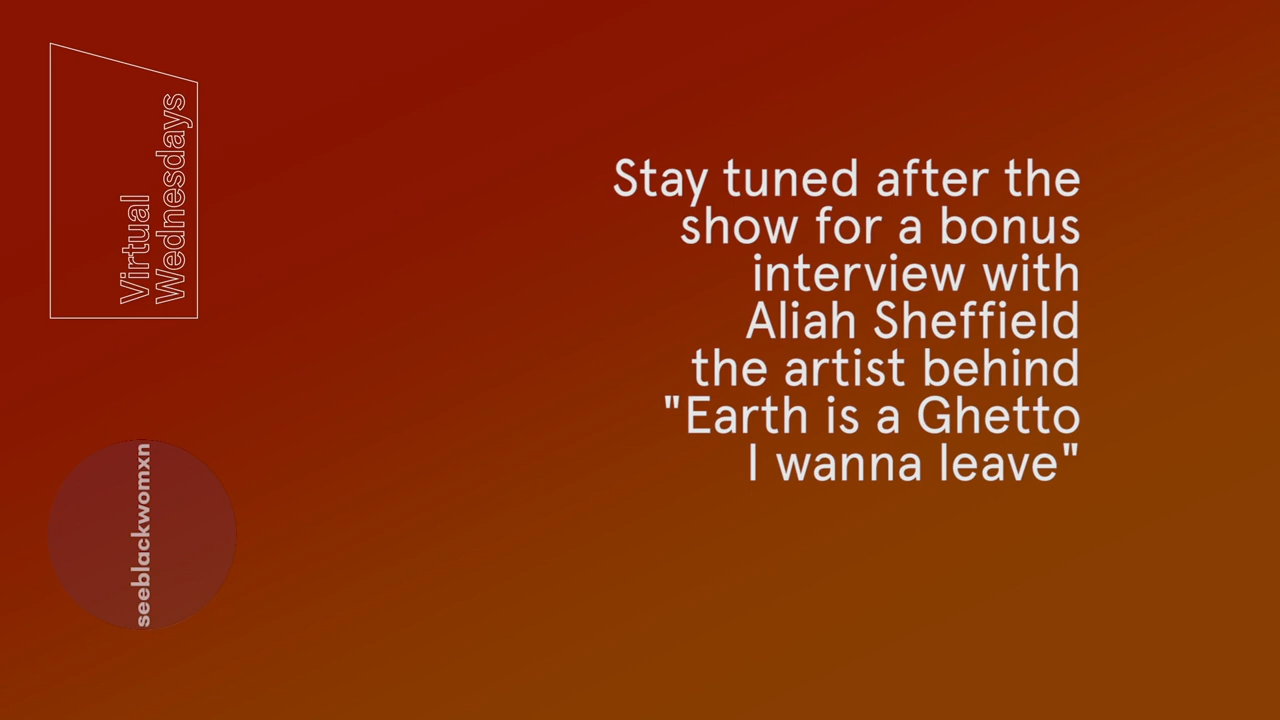 Virtual
Wednesdays
seeblackwomxn
Stay tuned after the
show for a bonus
interview with
Aliah Sheffield
the artist behind
"Earth is a Ghetto
I wanna leave"